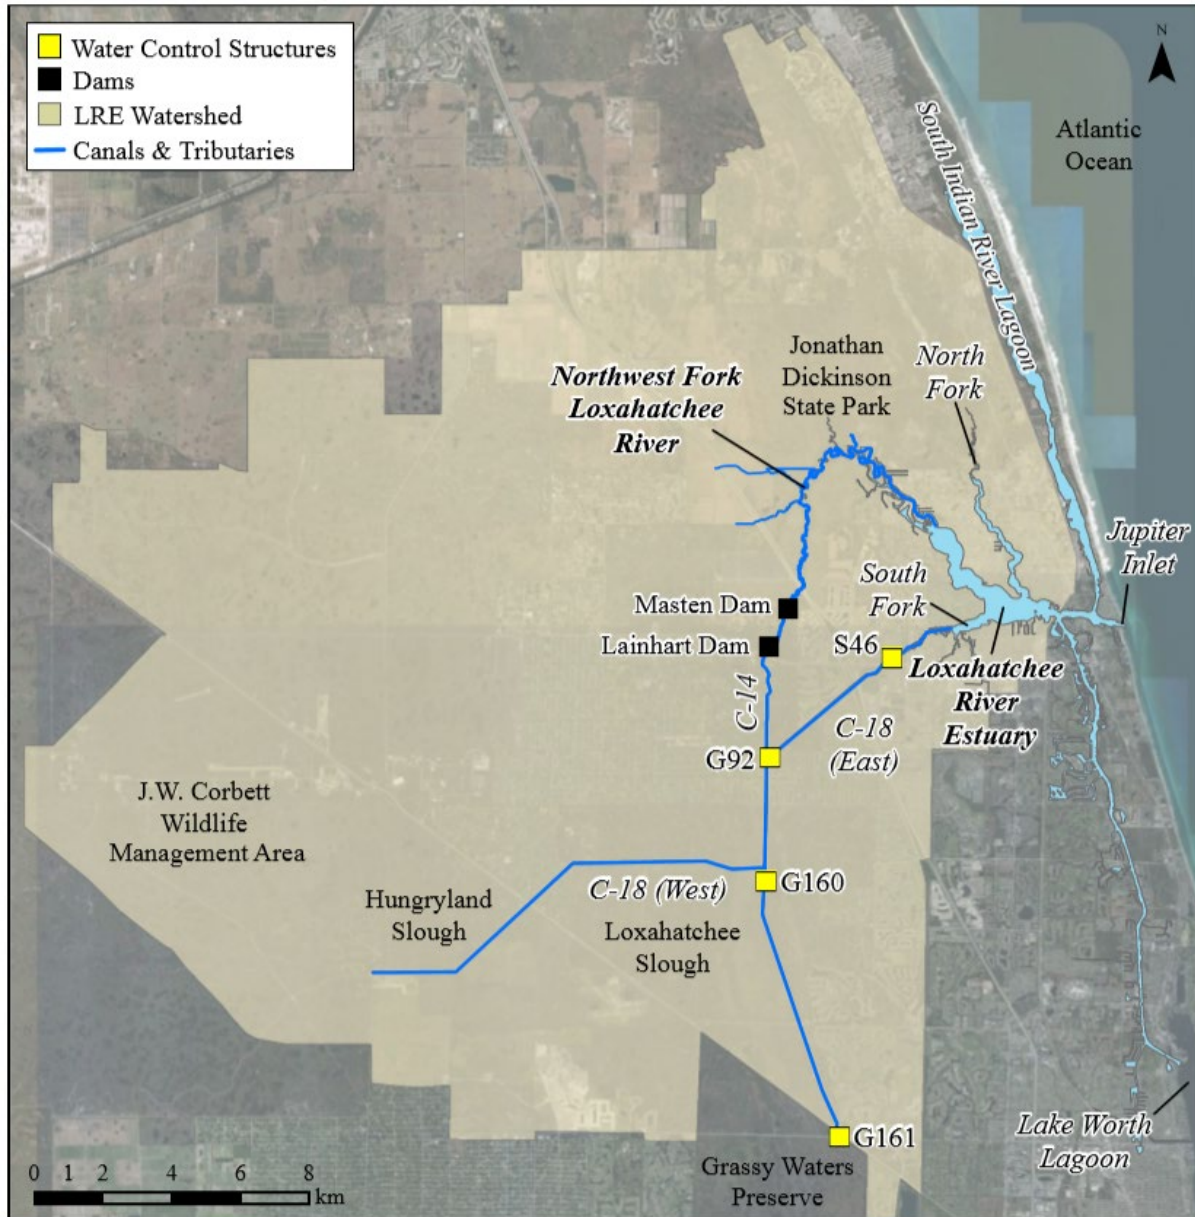 Water Control Structures
Dams
LRE Watershed
Canals & Tributaries
N
Atlantic
Ocean
South Indian River Lagoon
Jonathan
Dickinson
State Park
North
Fork
Northwest Fork
Loxahatchee
River
Jupiter
Inlet
South
Fork
Masten Dam
Lainhart Dam
S46
Loxahatchee
River
Estuary
C-14
C-18
(East)
G92
J.W. Corbett
Wildlife
Management Area
C-18 (West)
G160
Hungryland
Slough
Loxahatchee
Slough
G161
Grassy Waters
Preserve
Lake Worth
Lagoon
0 1 2 4 6 8
km